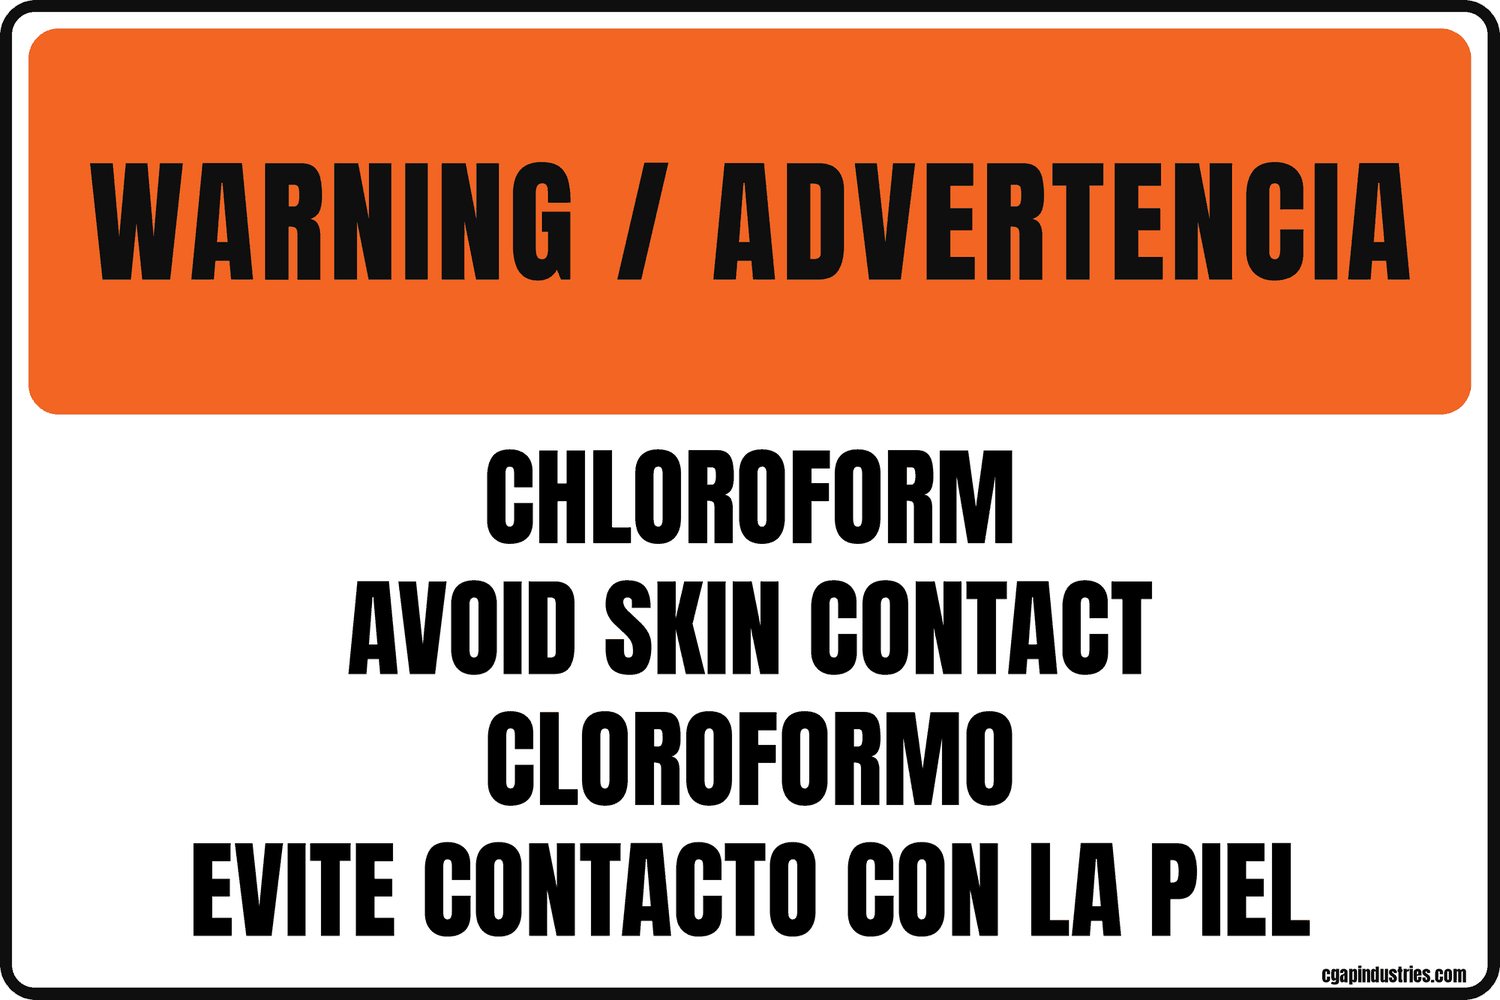 WARNING / ADVERTENCIA
CHLOROFORM
AVOID SKIN CONTACT
CLOROFORMO
EVITE CONTACTO CON LA PIEL
cgapindustries.com